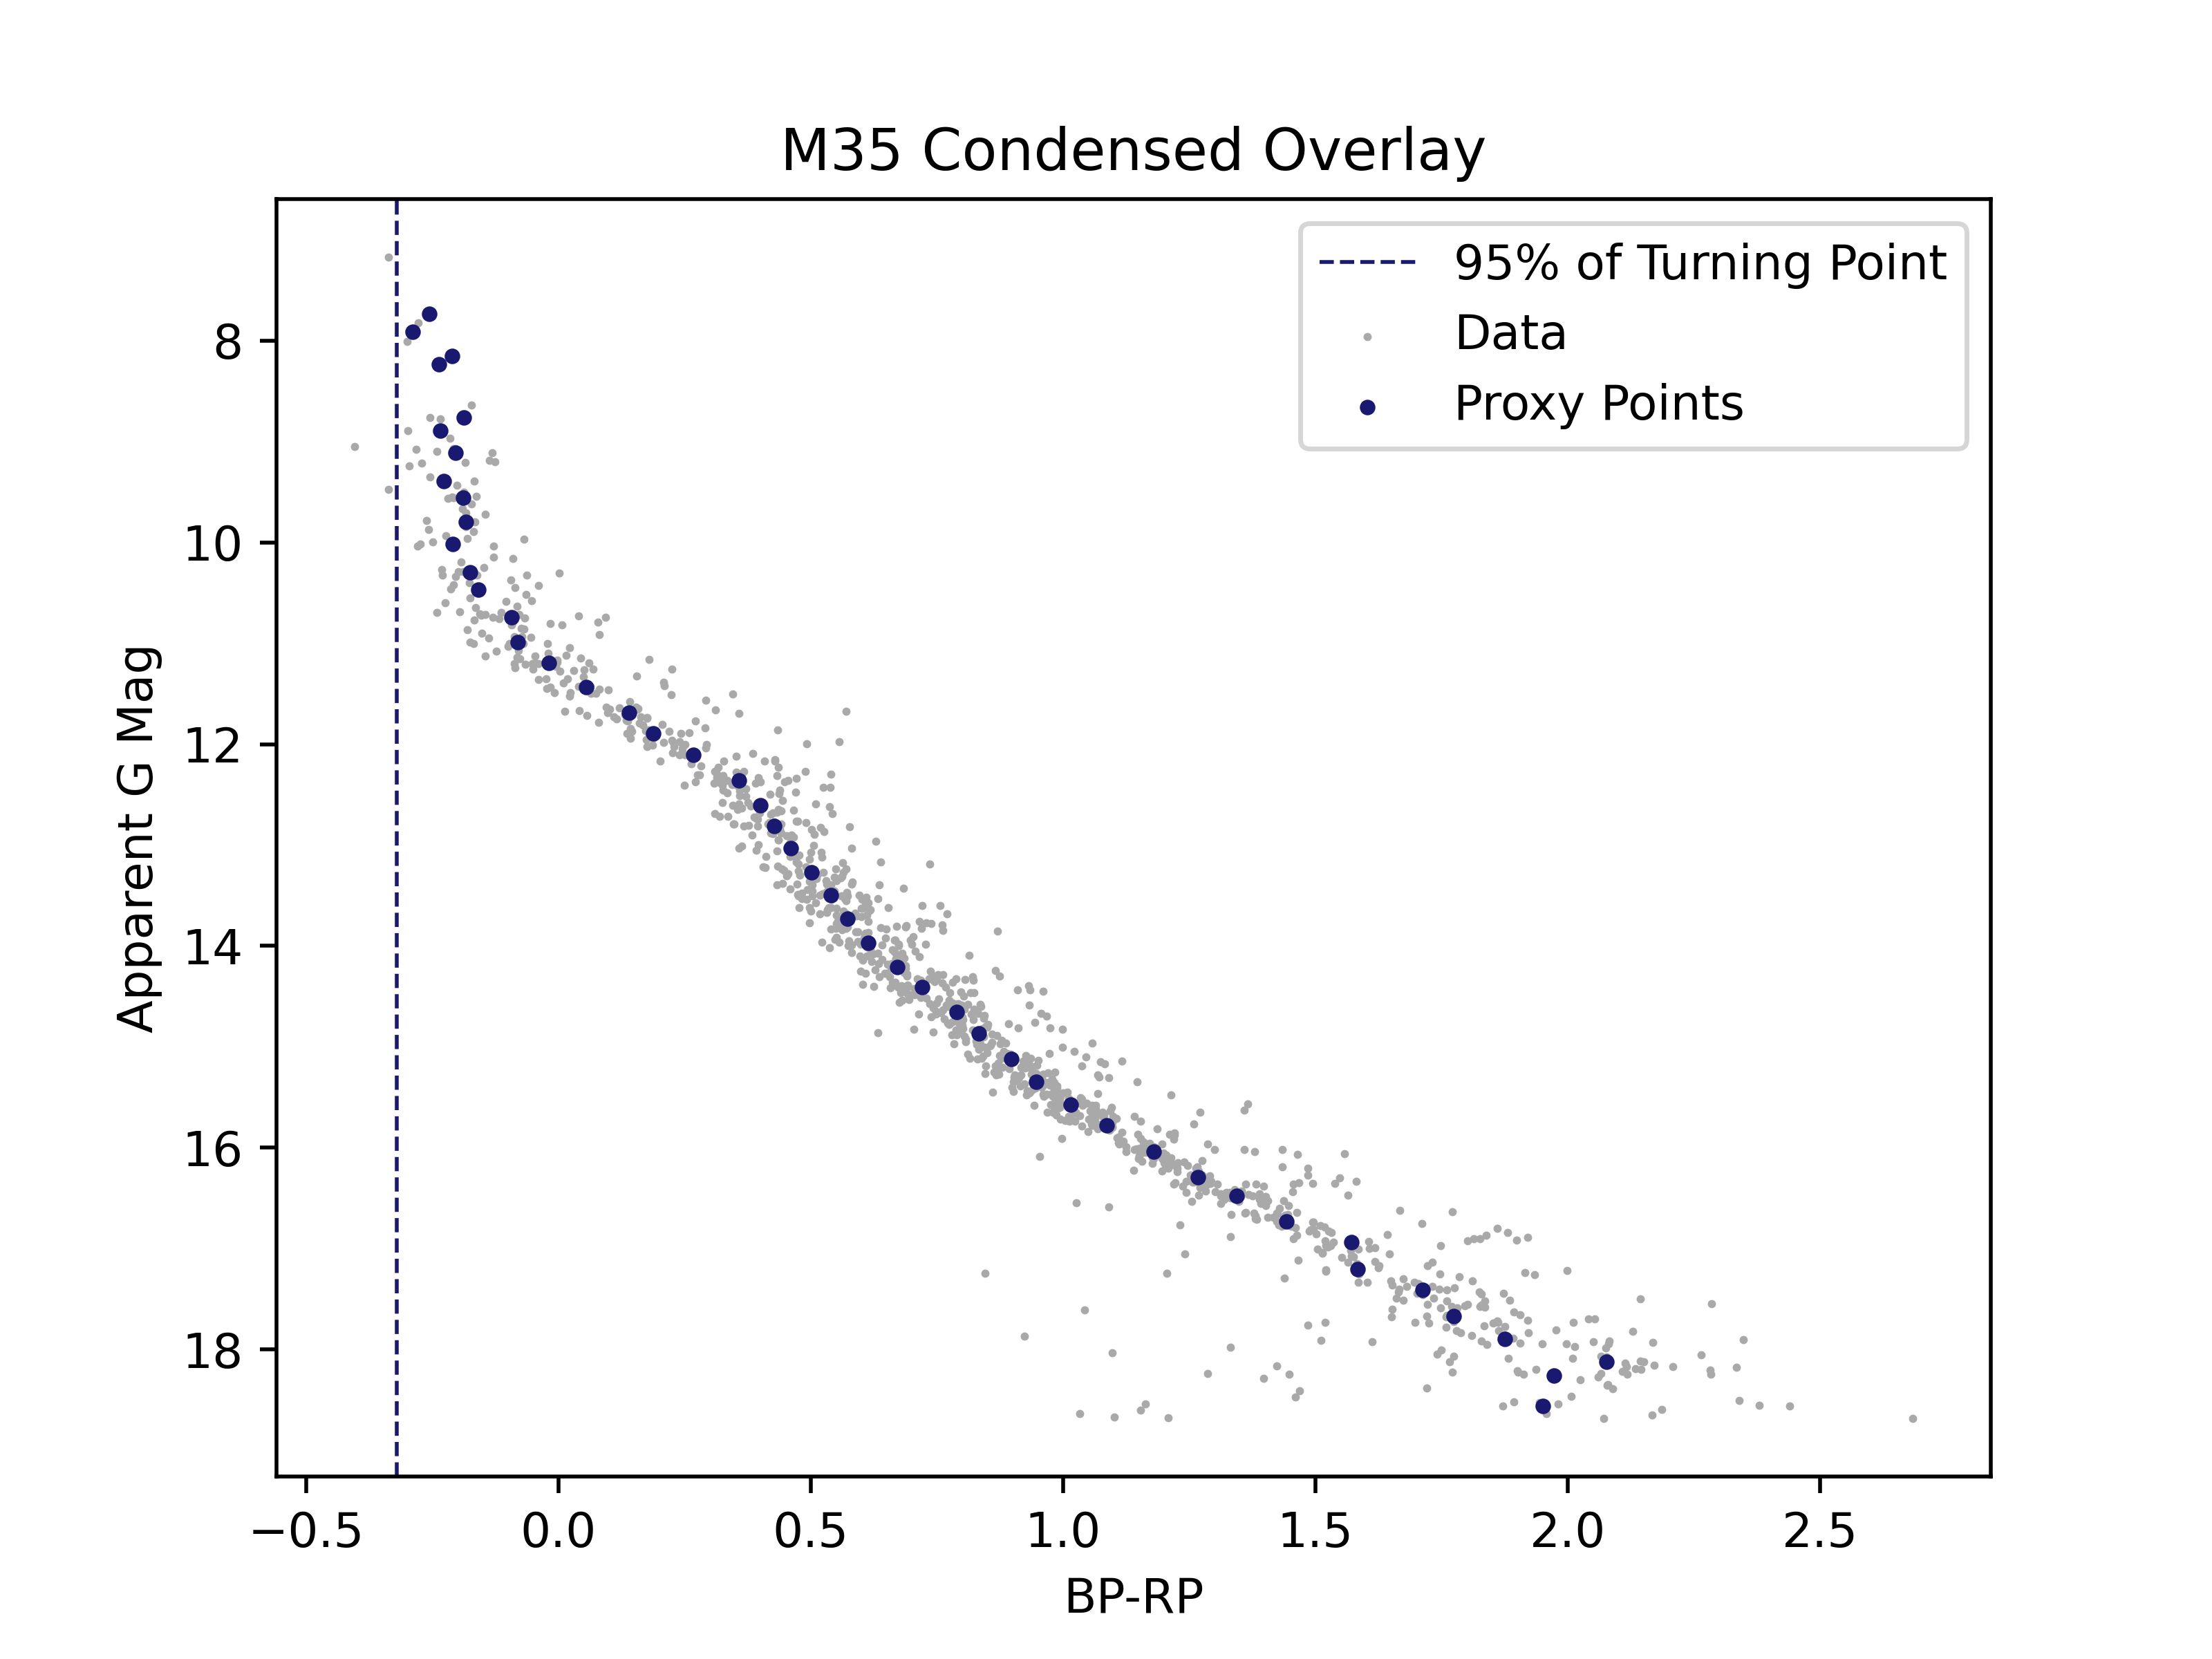 M35 Condensed Overlay
95% of Turning Point
Data
Proxy Points
Apparent G Mag
8
10
12
14
16
18
−0.5
0.0
0.5
1.0
1.5
2.0
2.5
BP-RP